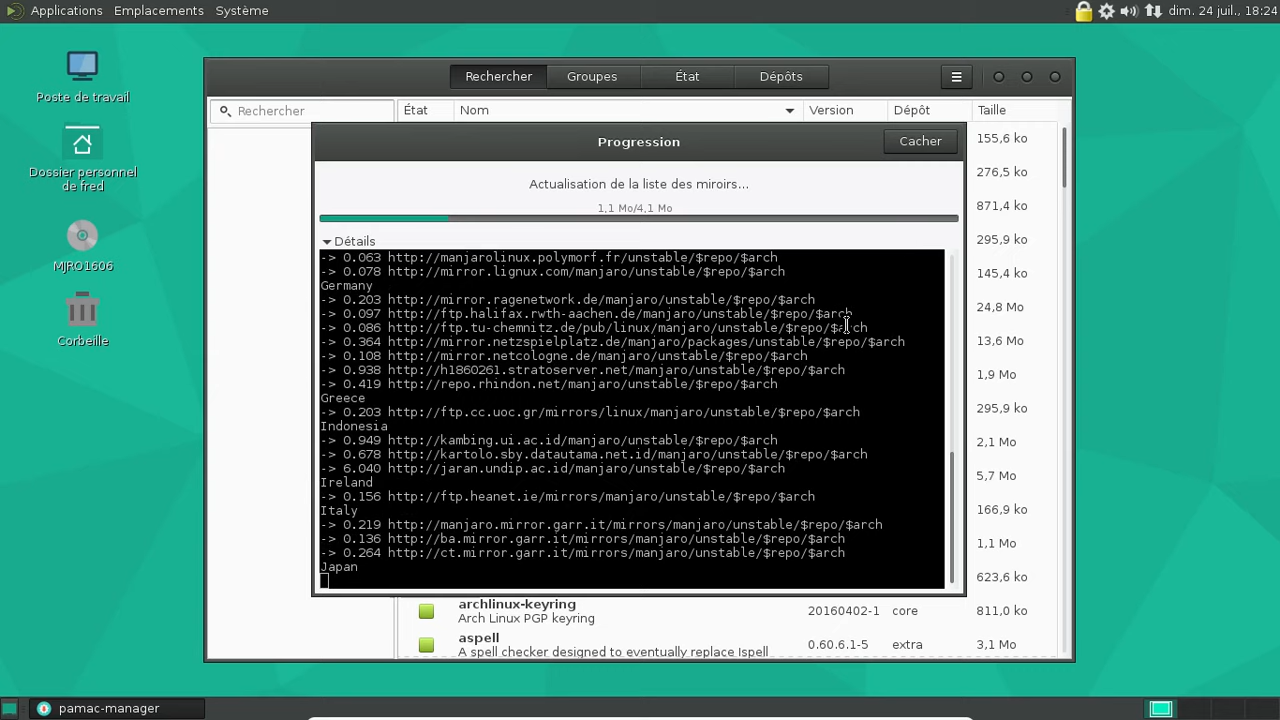 Applications Emplacements Système
dim. 24 juil., 18:24
Poste de travail
Dossier personnel
de fred
MJRO1606
Corbeille
Rechercher Groupes État Dépôts
Rechercher
État Nom Version Dépôt Taille
Progression
Cacher
Actualisation de la liste des miroirs...
1,1 Mo/4,1 Mo
Détails
-> 0.063 http://manjarolinux.polymorf.fr/unstable/$repo/$arch
-> 0.078 http://mirror.lignux.com/manjaro/unstable/$repo/$arch
Germany
-> 0.203 http://mirror.ragenetwork.de/manjaro/unstable/$repo/$arch
-> 0.097 http://ftp.halifax.rwth-aachen.de/manjaro/unstable/$repo/$arch
-> 0.086 http://ftp.tu-chemnitz.de/pub/linux/manjaro/unstable/$repo/$arch
-> 0.364 http://mirror.netzspielplatz.de/manjaro/packages/unstable/$repo/$arch
-> 0.108 http://mirror.netcologne.de/manjaro/unstable/$repo/$arch
-> 0.938 http://h1860261.stratoserver.net/manjaro/unstable/$repo/$arch
-> 0.419 http://repo.rhindon.net/manjaro/unstable/$repo/$arch
Greece
-> 0.203 http://ftp.cc.uoc.gr/mirrors/linux/manjaro/unstable/$repo/$arch
Indonesia
-> 0.949 http://kambing.ui.ac.id/manjaro/unstable/$repo/$arch
-> 0.678 http://kartolo.sby.datautama.net.id/manjaro/unstable/$repo/$arch
-> 6.040 http://jaran.undip.ac.id/manjaro/unstable/$repo/$arch
Ireland
-> 0.156 http://ftp.heanet.ie/mirrors/manjaro/unstable/$repo/$arch
Italy
-> 0.219 http://manjaro.mirror.garr.it/mirrors/manjaro/unstable/$repo/$arch
-> 0.136 http://ba.mirror.garr.it/mirrors/manjaro/unstable/$repo/$arch
-> 0.264 http://ct.mirror.garr.it/mirrors/manjaro/unstable/$repo/$arch
Japan
155,6 ko
276,5 ko
871,4 ko
295,9 ko
145,4 ko
24,8 Mo
13,6 Mo
1,9 Mo
295,9 ko
2,1 Mo
5,7 Mo
166,9 ko
1,1 Mo
623,6 ko
archlinux-keyring
Arch Linux PGP keyring
20160402-1 core 811,0 ko
aspell
A spell checker designed to eventually replace Ispell
0.60.6.1-5 extra 3,1 Mo
pamac-manager